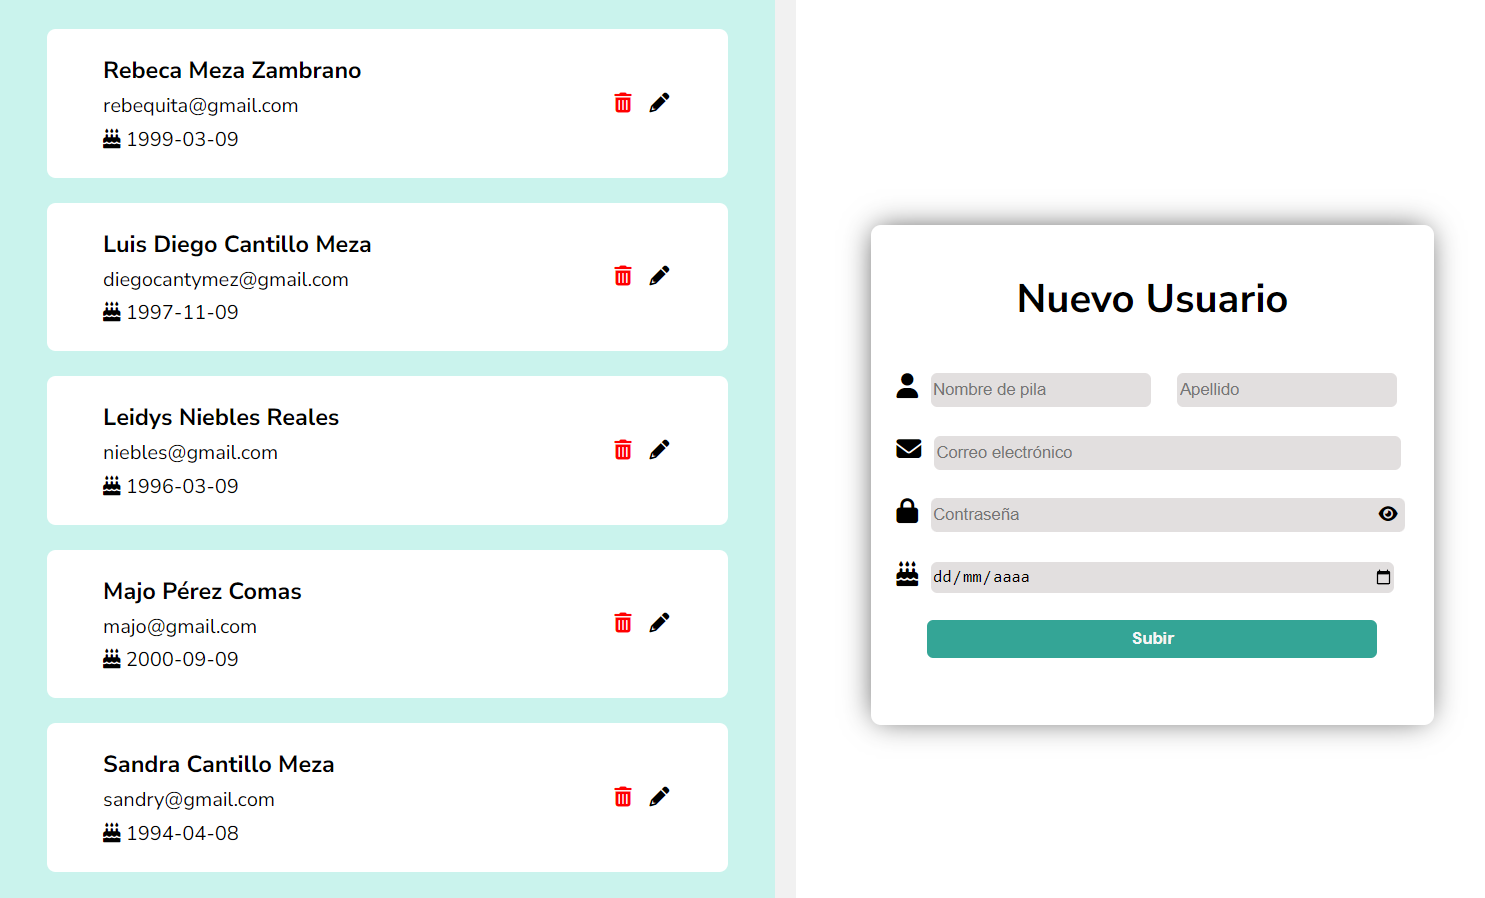 Rebeca Meza Zambrano
rebequita@gmail.com
1999-03-09
Luis Diego Cantillo Meza
diegocantymez@gmail.com
1997-11-09
Leidys Niebles Reales
niebles@gmail.com
1996-03-09
Majo Pérez Comas
majo@gmail.com
2000-09-09
Sandra Cantillo Meza
sandry@gmail.com
1994-04-08
Nuevo Usuario
Nombre de pila Apellido
Correo electrónico
Contraseña
dd/mm/aaaa
Subir